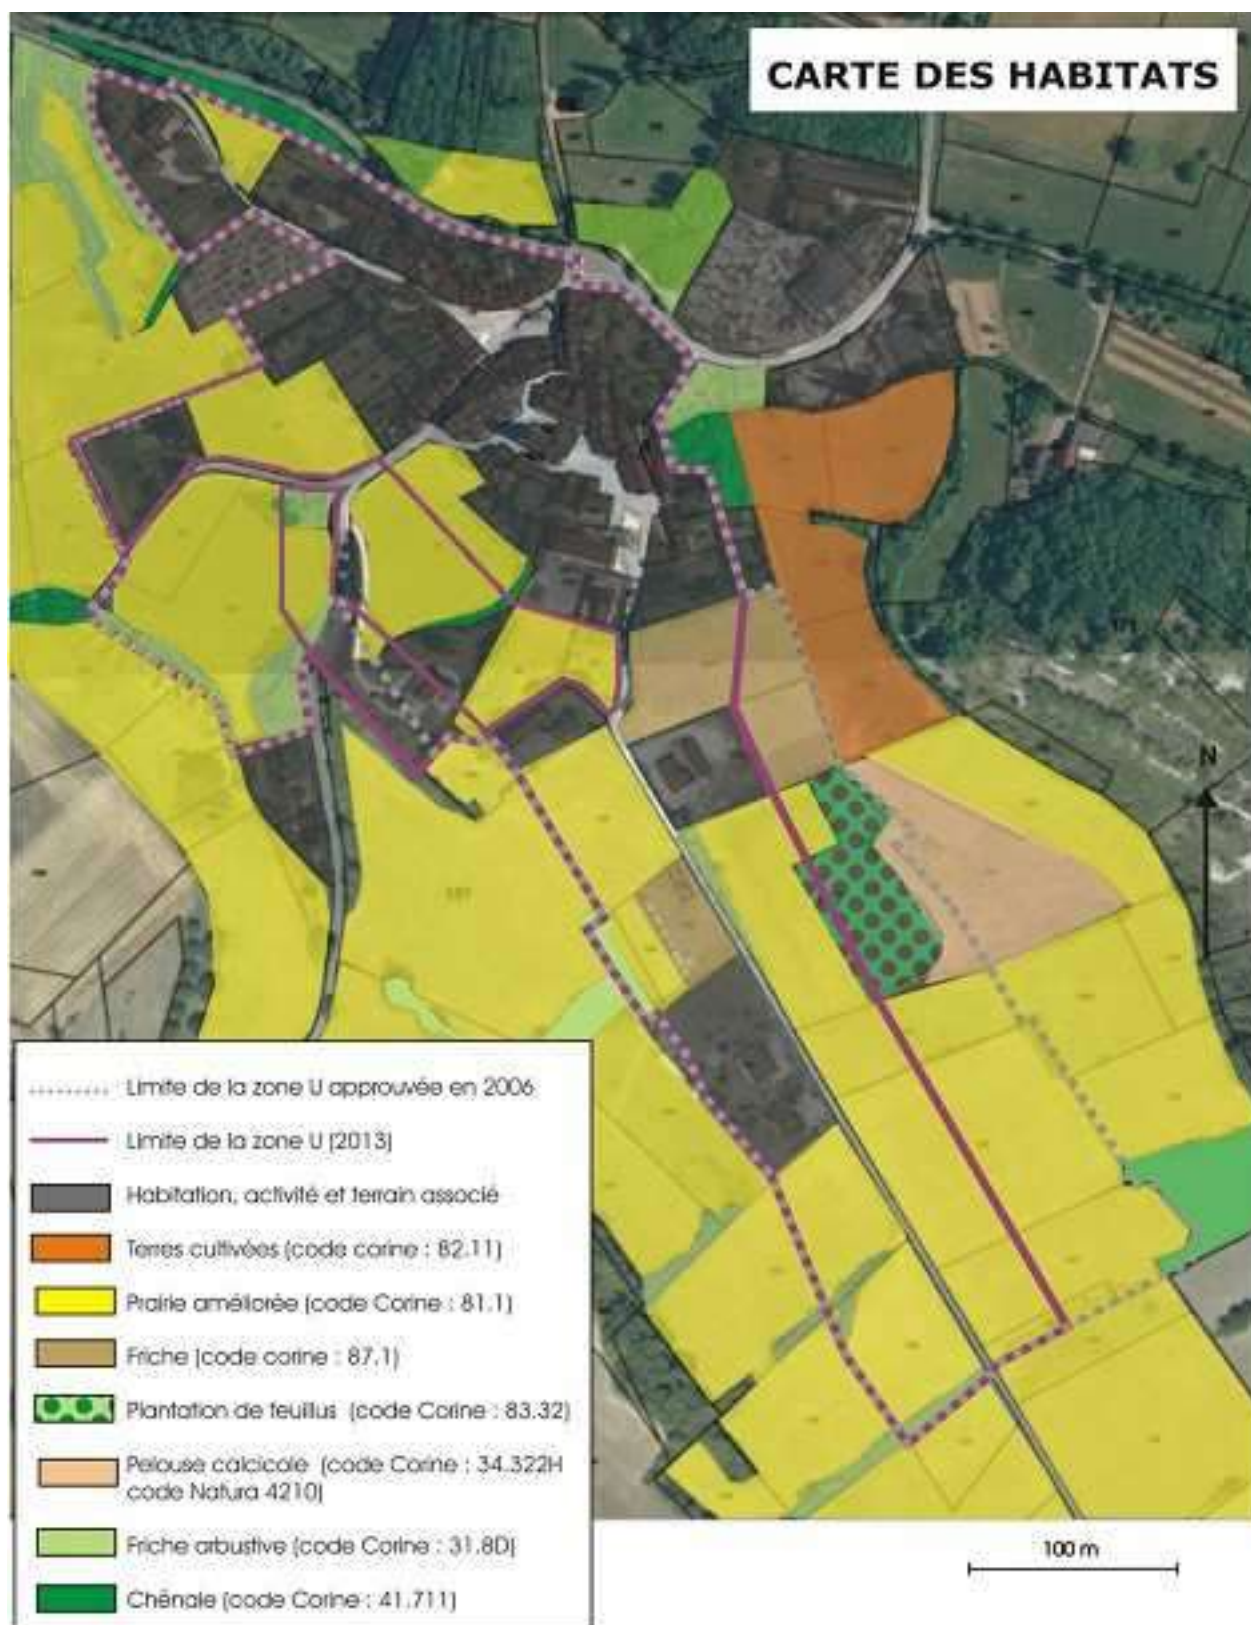 CARTE DES HABITATS
N
Limite de la zone U approuvée en 2006
Limite de la zone U (2013)
Habitation, activité et terrain associé
Terres cultivées (code corine : 82.11)
Prairie améliorée (code Corine : 81.1)
Friche (code corine : 87.1)
Plantation de feuillus (code Corine : 83.32)
Pelouse calcicole (code Corine : 34.322H
code Natura 4210)
Friche arbustive (code Corine : 31.8D)
Chênaie (code Corine : 41.711)
100 m